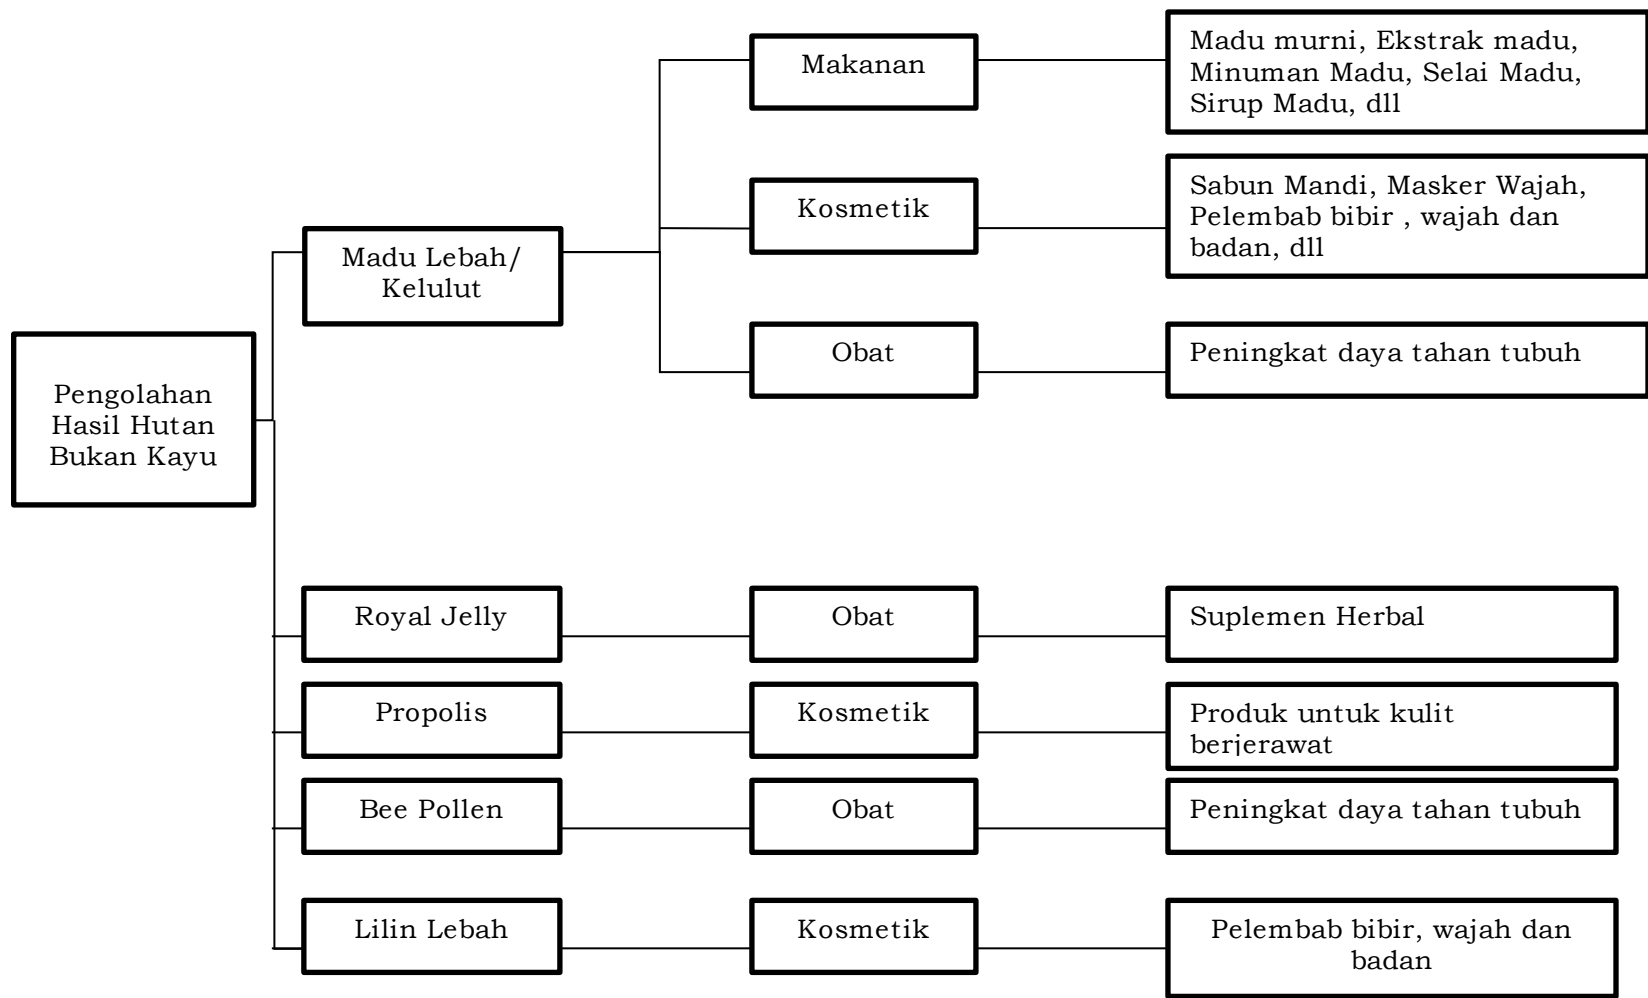 Pengolahan
Hasil Hutan
Bukan Kayu
Madu Lebah/
Kelulut
Makanan
Madu murni, Ekstrak madu,
Minuman Madu, Selai Madu,
Sirup Madu, dll
Kosmetik
Sabun Mandi, Masker Wajah,
Pelembab bibir , wajah dan
badan, dll
Obat
Peningkat daya tahan tubuh
Royal Jelly
Obat
Suplemen Herbal
Propolis
Kosmetik
Produk untuk kulit
berjerawat
Bee Pollen
Obat
Peningkat daya tahan tubuh
Lilin Lebah
Kosmetik
Pelembab bibir, wajah dan
badan